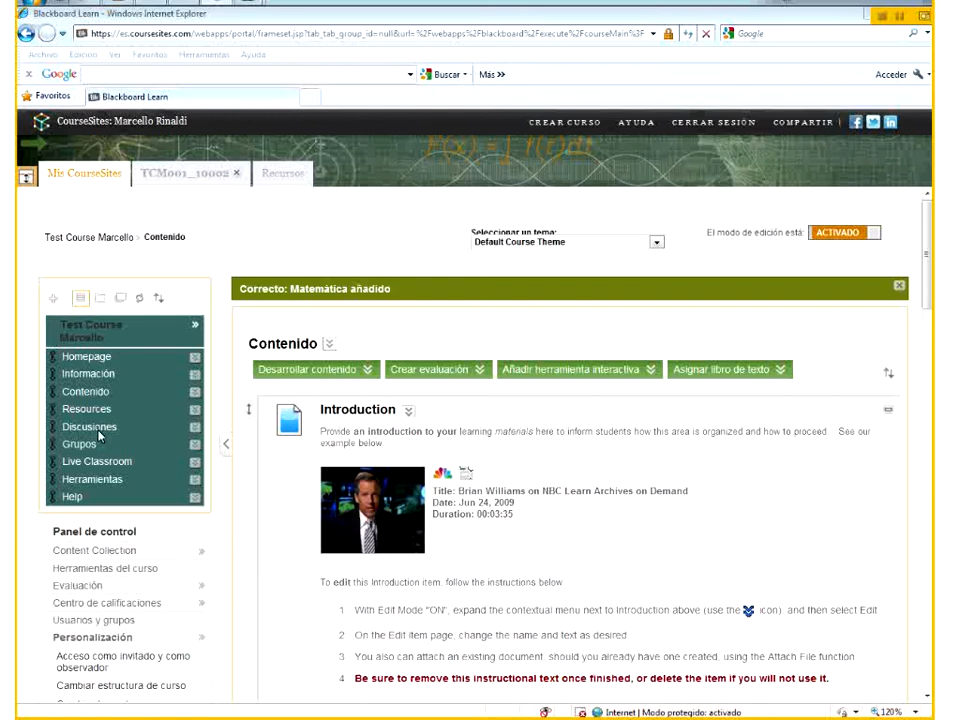 Blackboard Learn - Windows Internet Explorer
https://es.coursesites.com/webapps/portal/frameset.jsp?tab_tab_group_id=null&url=%2Fwebapps%2Fblackboard%2Fexecute%2FcourseMain%3F
Google
Archivo Edición Ver Favoritos Herramientas Ayuda
x Google Buscar Más >> Acceder
Favoritos Blackboard Learn
CourseSites: Marcello Rinaldi CREAR CURSO AYUDA CERRAR SESIÓN COMPARTIR
Mis CourseSites TCM001_10002 Recursos
Test Course Marcello > Contenido
Seleccionar un tema:
Default Course Theme
El modo de edición está: ACTIVADO
Test Course
Marcello
Homepage
Información
Contenido
Resources
Discusiones
Grupos
Live Classroom
Herramientas
Help
Panel de control
Content Collection
Herramientas del curso
Evaluación
Centro de calificaciones
Usuarios y grupos
Personalización
Acceso como invitado y como
observador
Cambiar estructura de curso
Correcto: Matemática añadido
Contenido
Desarrollar contenido Crear evaluación Añadir herramienta interactiva Asignar libro de texto
Introduction
Provide an introduction to your learning materials here to inform students how this area is organized and how to proceed. See our
example below
Title: Brian Williams on NBC Learn Archives on Demand
Date: Jun 24, 2009
Duration: 00:03:35
To edit this Introduction item, follow the instructions below
1 With Edit Mode "ON", expand the contextual menu next to Introduction above (use the icon) and then select Edit
2 On the Edit Item page, change the name and text as desired
3 You also can attach an existing document, should you already have one created, using the Attach File function
4 Be sure to remove this instructional text once finished, or delete the item if you will not use it.
Internet | Modo protegido: activado 120%